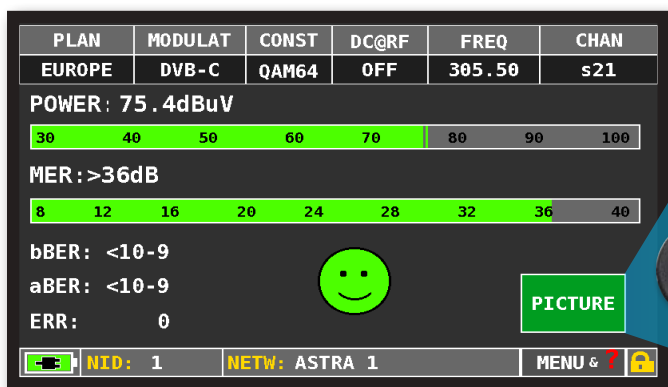 PLAN MODULAT CONST DC@RF FREQ CHAN
EUROPE DVB-C QAM64 OFF 305.50 s21
POWER: 75.4dBuV
30 40 50 60 70 80 90 100
MER:>36dB
8 12 16 20 24 28 32 36 40
bBER: <10-9
aBER: <10-9
PICTURE
ERR: 0
NID: 1 NETW: ASTRA 1 MENU & ?